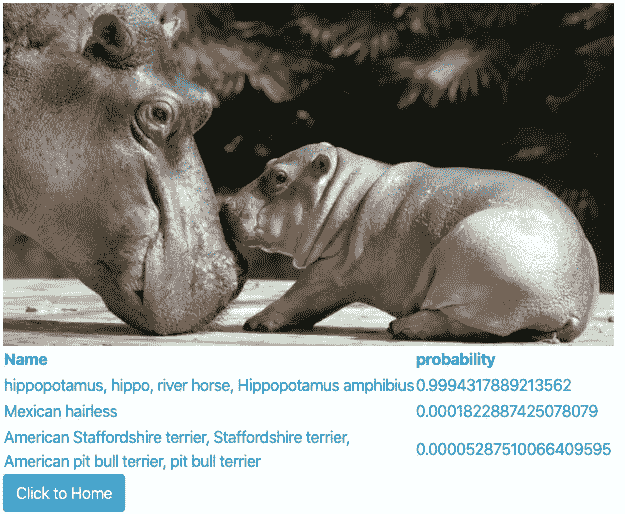 Name probability
hippopotamus, hippo, river horse, Hippopotamus amphibius 0.9994317889213562
Mexican hairless 0.0001822887425078079
American Staffordshire terrier, Staffordshire terrier,
American pit bull terrier, pit bull terrier 0.00005287510066409595
Click to Home